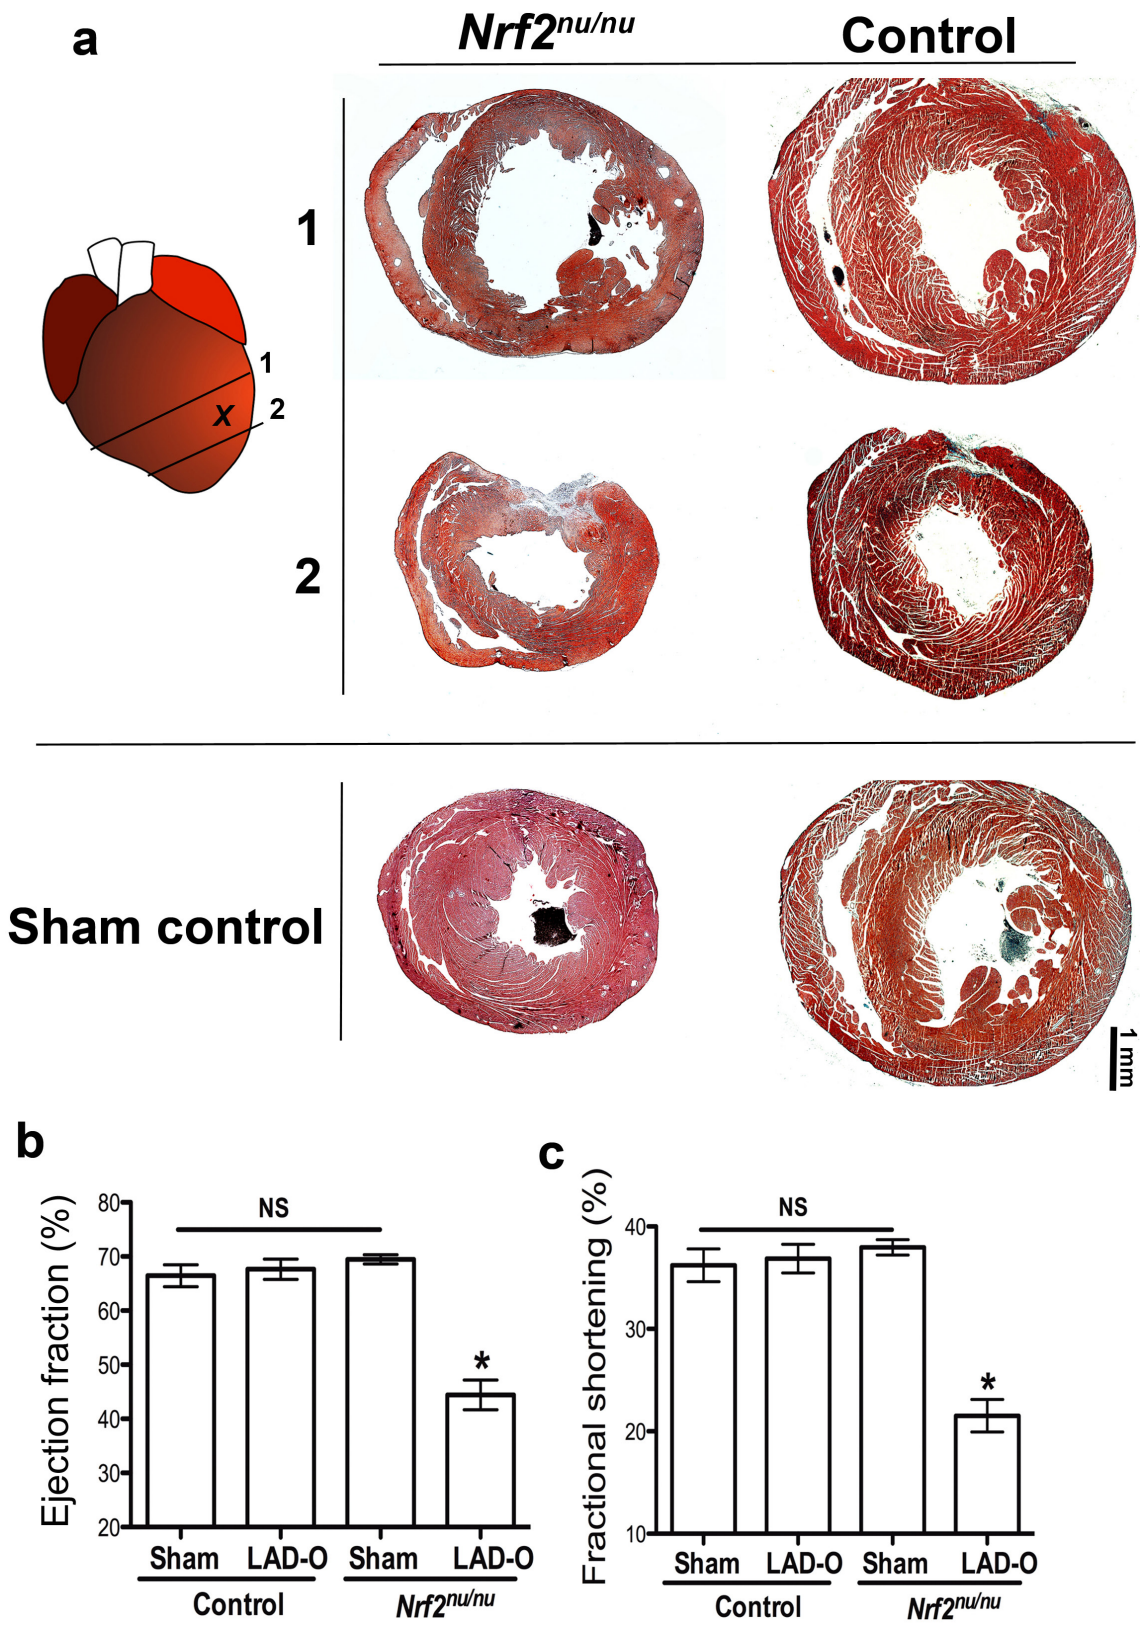 a
Nrf2nu/nu
Control
1
1
2
x
2
Sham control
1 mm
b
Ejection fraction (%)
80
70
60
50
40
30
20
NS
*
Sham
LAD-O
Sham
LAD-O
Control
Nrf2nu/nu
c
Fractional shortening (%)
40
30
20
10
NS
*
Sham
LAD-O
Sham
LAD-O
Control
Nrf2nu/nu